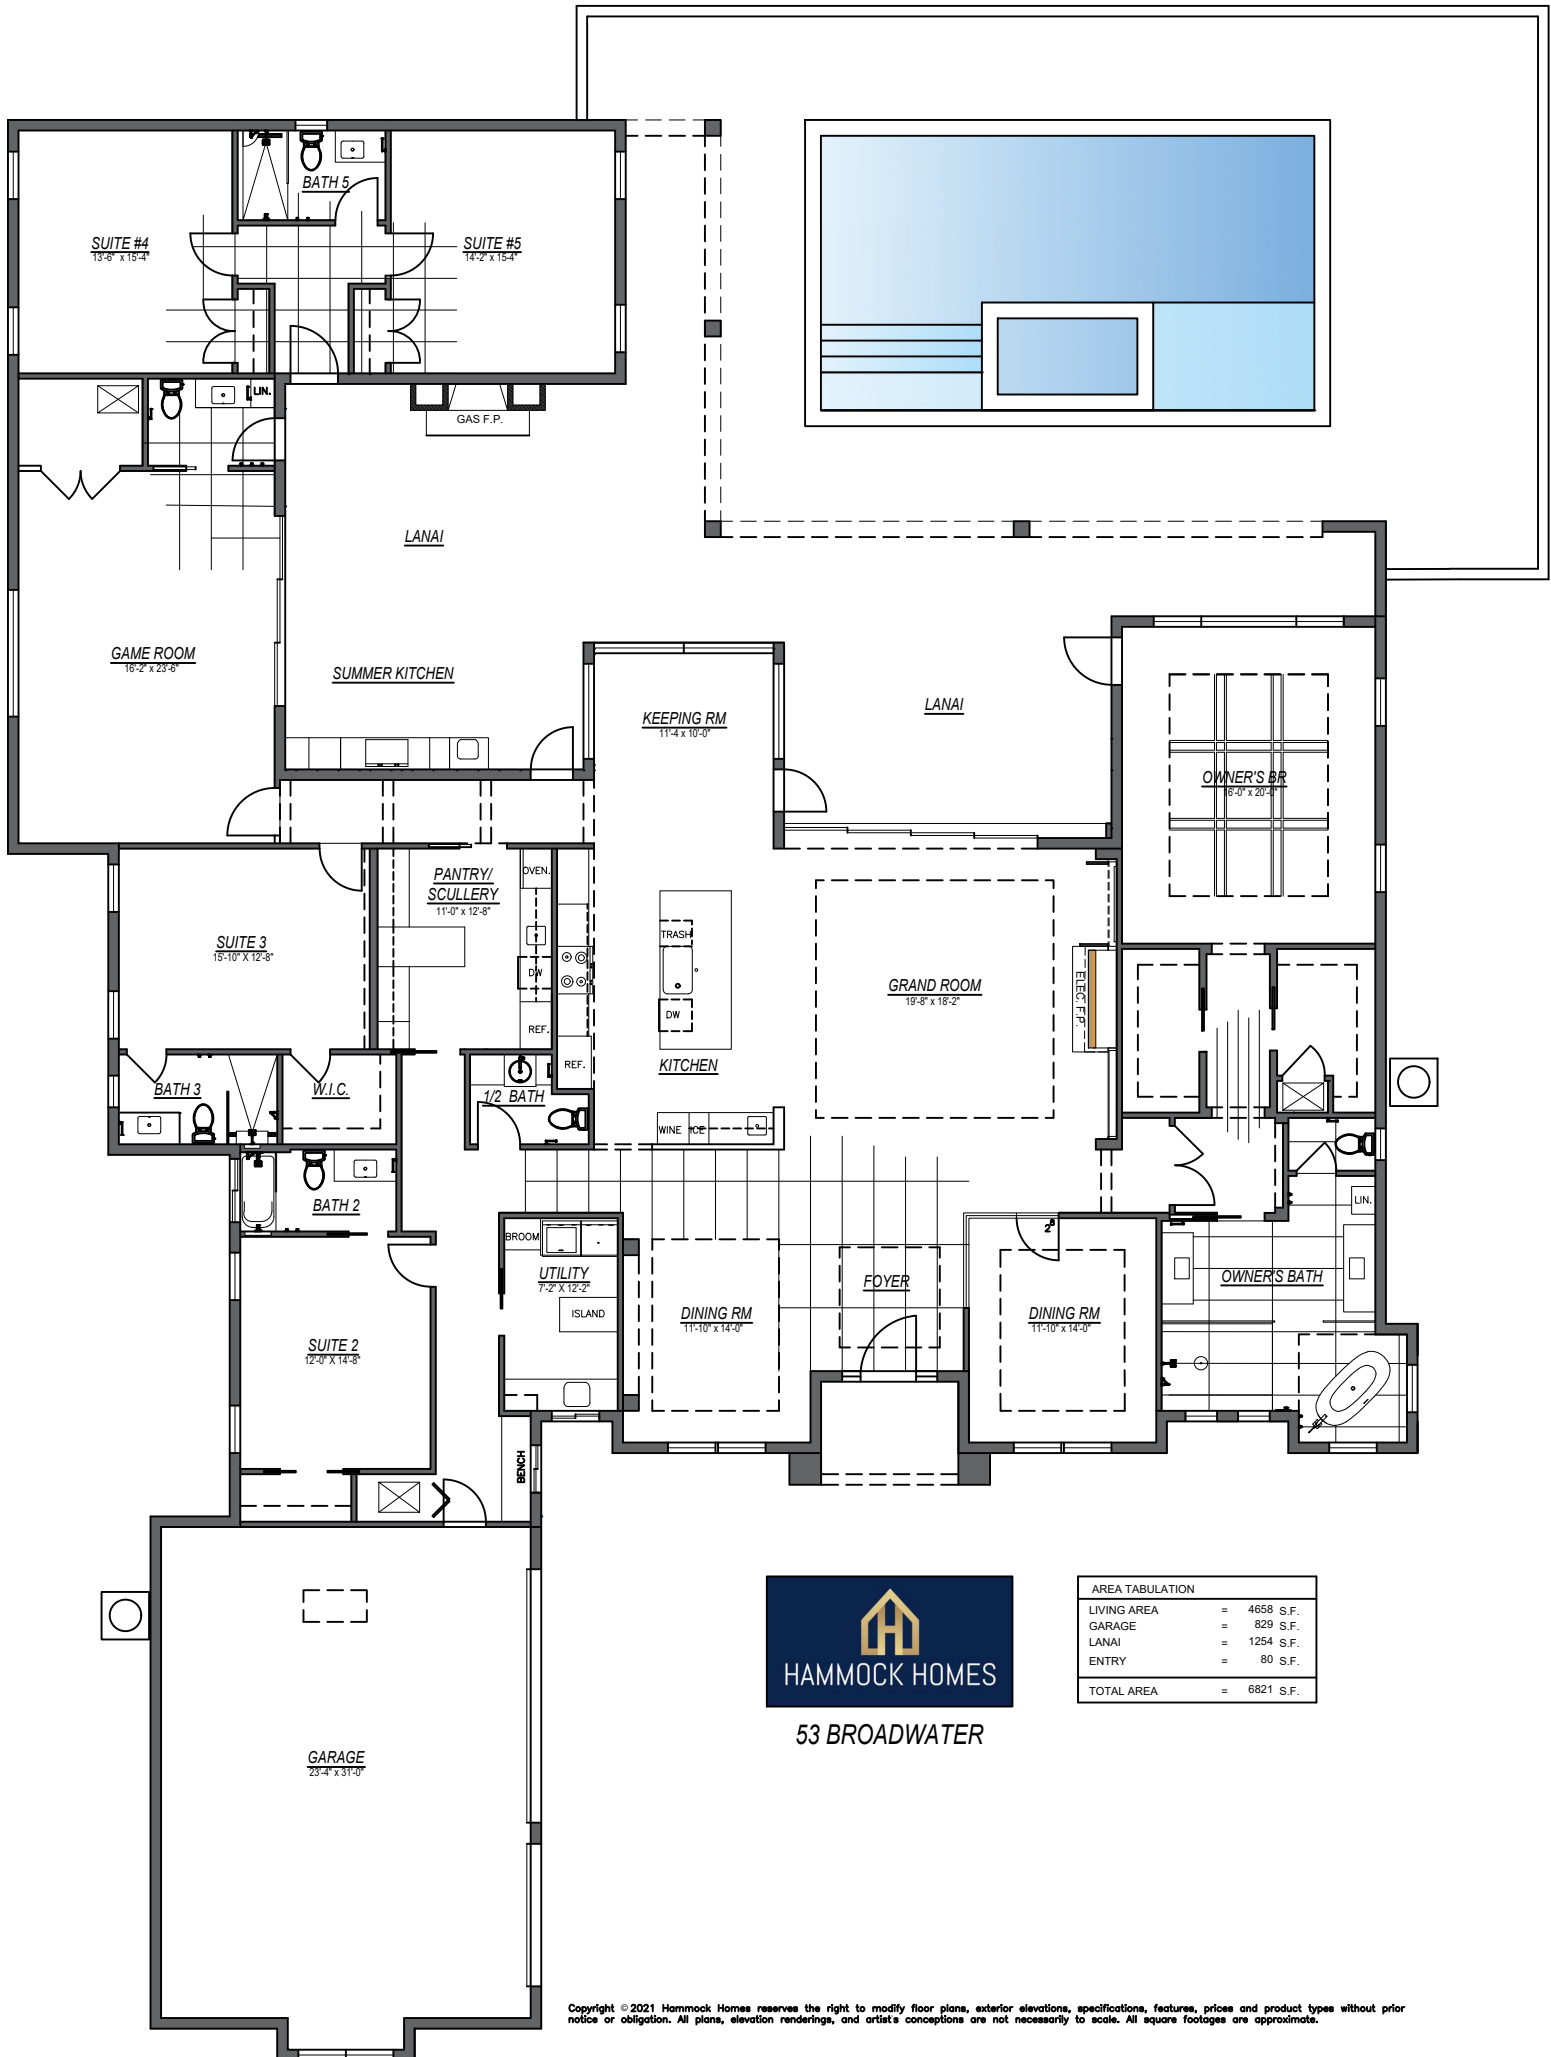 BATH 5
SUITE #4
13'-6" x 15'-4"
SUITE #5
14'-2" x 15'-4"
LIN.
GAS F.P.
LANAI
GAME ROOM
16'-2" x 23'-6"
SUMMER KITCHEN
KEEPING RM
11'-4 x 10'-0"
LANAI
OWNER'S BR
16'-0" x 20'-0"
PANTRY/
SCULLERY
11'-0" x 12'-8"
OVEN.
SUITE 3
15'-10" X 12'-8"
TRASH
DW
GRAND ROOM
19'-8" x 18'-2"
ELEC. F.P.
REF.
DW
REF.
KITCHEN
BATH 3
W.I.C.
1/2 BATH
WINE ICE
BATH 2
LIN.
BROOM
2⁸
UTILITY
7'-2" X 12'-2"
FOYER
OWNER'S BATH
ISLAND
DINING RM
11'-10" x 14'-0"
DINING RM
11'-10" x 14'-0"
SUITE 2
12'-0" X 14'-8"
BENCH
HAMMOCK HOMES
53 BROADWATER
AREA TABULATION
LIVING AREA = 4658 S.F.
GARAGE = 829 S.F.
LANAI = 1254 S.F.
ENTRY = 80 S.F.
TOTAL AREA = 6821 S.F.
GARAGE
23'-4" x 31'-0"
Copyright © 2021 Hammock Homes reserves the right to modify floor plans, exterior elevations, specifications, features, prices and product types without prior
notice or obligation. All plans, elevation renderings, and artist's conceptions are not necessarily to scale. All square footages are approximate.